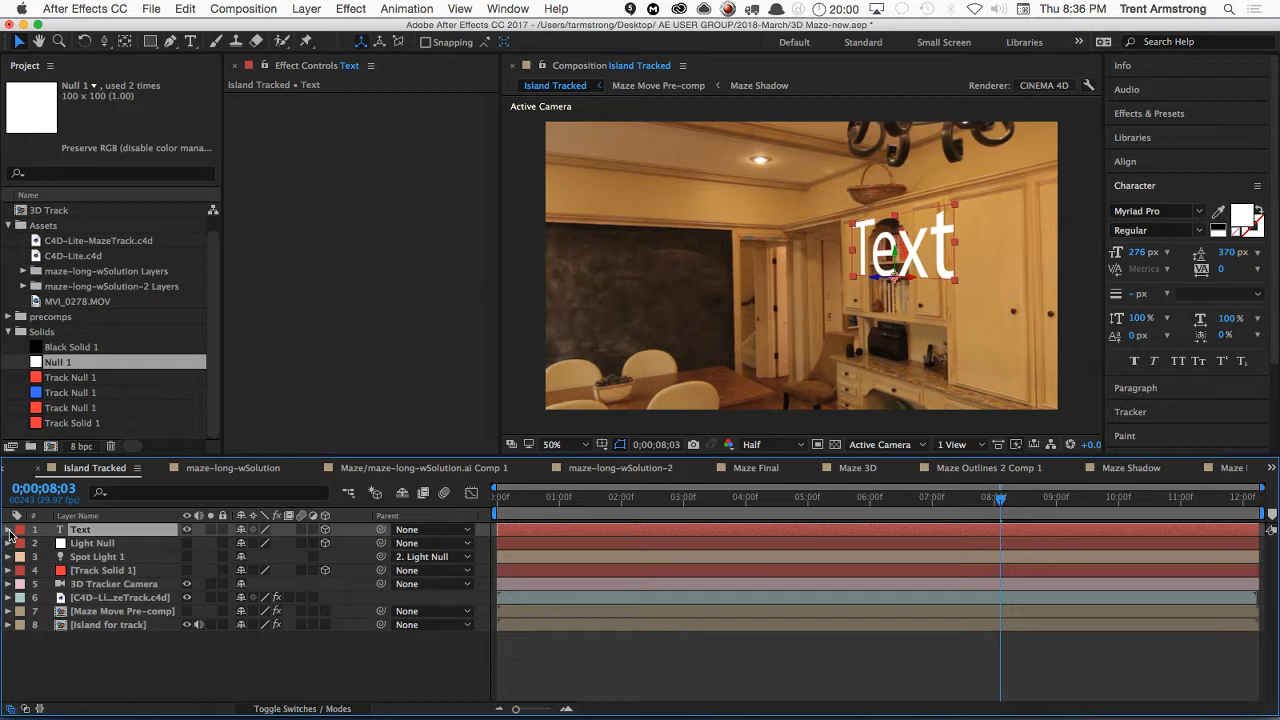 After Effects CC File Edit Composition Layer Effect Animation View Window Help 5 20:00 Thu 8:36 PM Trent Armstrong
Adobe After Effects CC 2017 - /Users/tarmstrong/Desktop/ AE USER GROUP/2018-March/3D Maze-new.aep *
Snapping Default Standard Small Screen Libraries Search Help
Project Effect Controls Text Composition Island Tracked Info
Null 1 , used 2 times
100 x 100 (1.00)
Island Tracked • Text Island Tracked Maze Move Pre-comp Maze Shadow Renderer: CINEMA 4D Audio
Active Camera Effects & Presets
Libraries
Preserve RGB (disable color mana...
Align
Character
Name
3D Track
Assets
C4D-Lite-MazeTrack.c4d
C4D-Lite.c4d
maze-long-wSolution Layers
maze-long-wSolution-2 Layers
MVI_0278.MOV
precomps
Solids
Black Solid 1
Null 1
Track Null 1
Track Null 1
Track Null 1
Track Solid 1
8 bpc
Text
Myriad Pro
Regular
276 px 370 px
Metrics 0
- px
100 % 100 %
0 px 0 %
T T TT Tт T¹ T₁
Paragraph
Tracker
Paint
50% 0;00;08;03 Half Active Camera 1 View +0.0
Island Tracked maze-long-wSolution Maze/maze-long-wSolution.ai Comp 1 maze-long-wSolution-2 Maze Final Maze 3D Maze Outlines 2 Comp 1 Maze Shadow
0;00;08;03
00243 (29.97 fps)
:00f 01:00f 02:00f 03:00f 04:00f 05:00f 06:00f 07:00f 08:00f 09:00f 10:00f 11:00f 12:00f
# Layer Name fx Parent
1 T Text None
2 Light Null None
3 Spot Light 1 2. Light Null
4 [Track Solid 1] None
5 3D Tracker Camera None
6 [C4D-Li...zeTrack.c4d] fx None
7 [Maze Move Pre-comp] fx None
8 [Island for track] fx None
Toggle Switches / Modes